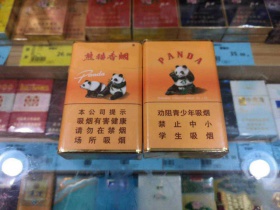 熊猫香烟
Panda
本公司提示
吸烟有害健康
请勿在禁烟
场所吸烟
PANDA
劝阻青少年吸烟
禁止中小
学生吸烟